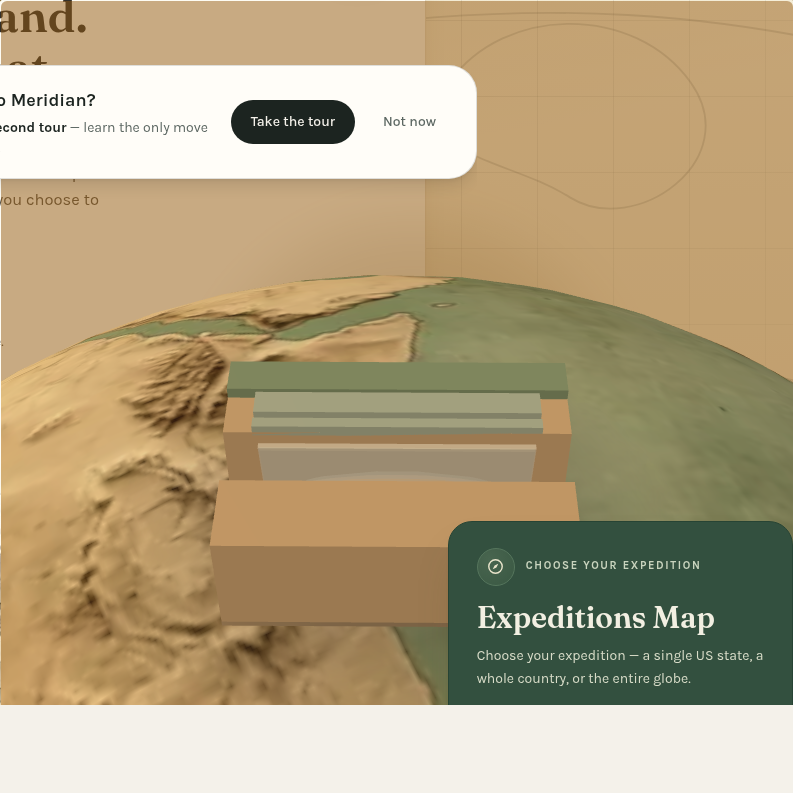 and.
Meridian?
econd tour — learn the only move
Take the tour
Not now
you choose to
CHOOSE YOUR EXPEDITION
Expeditions Map
Choose your expedition — a single US state, a
whole country, or the entire globe.